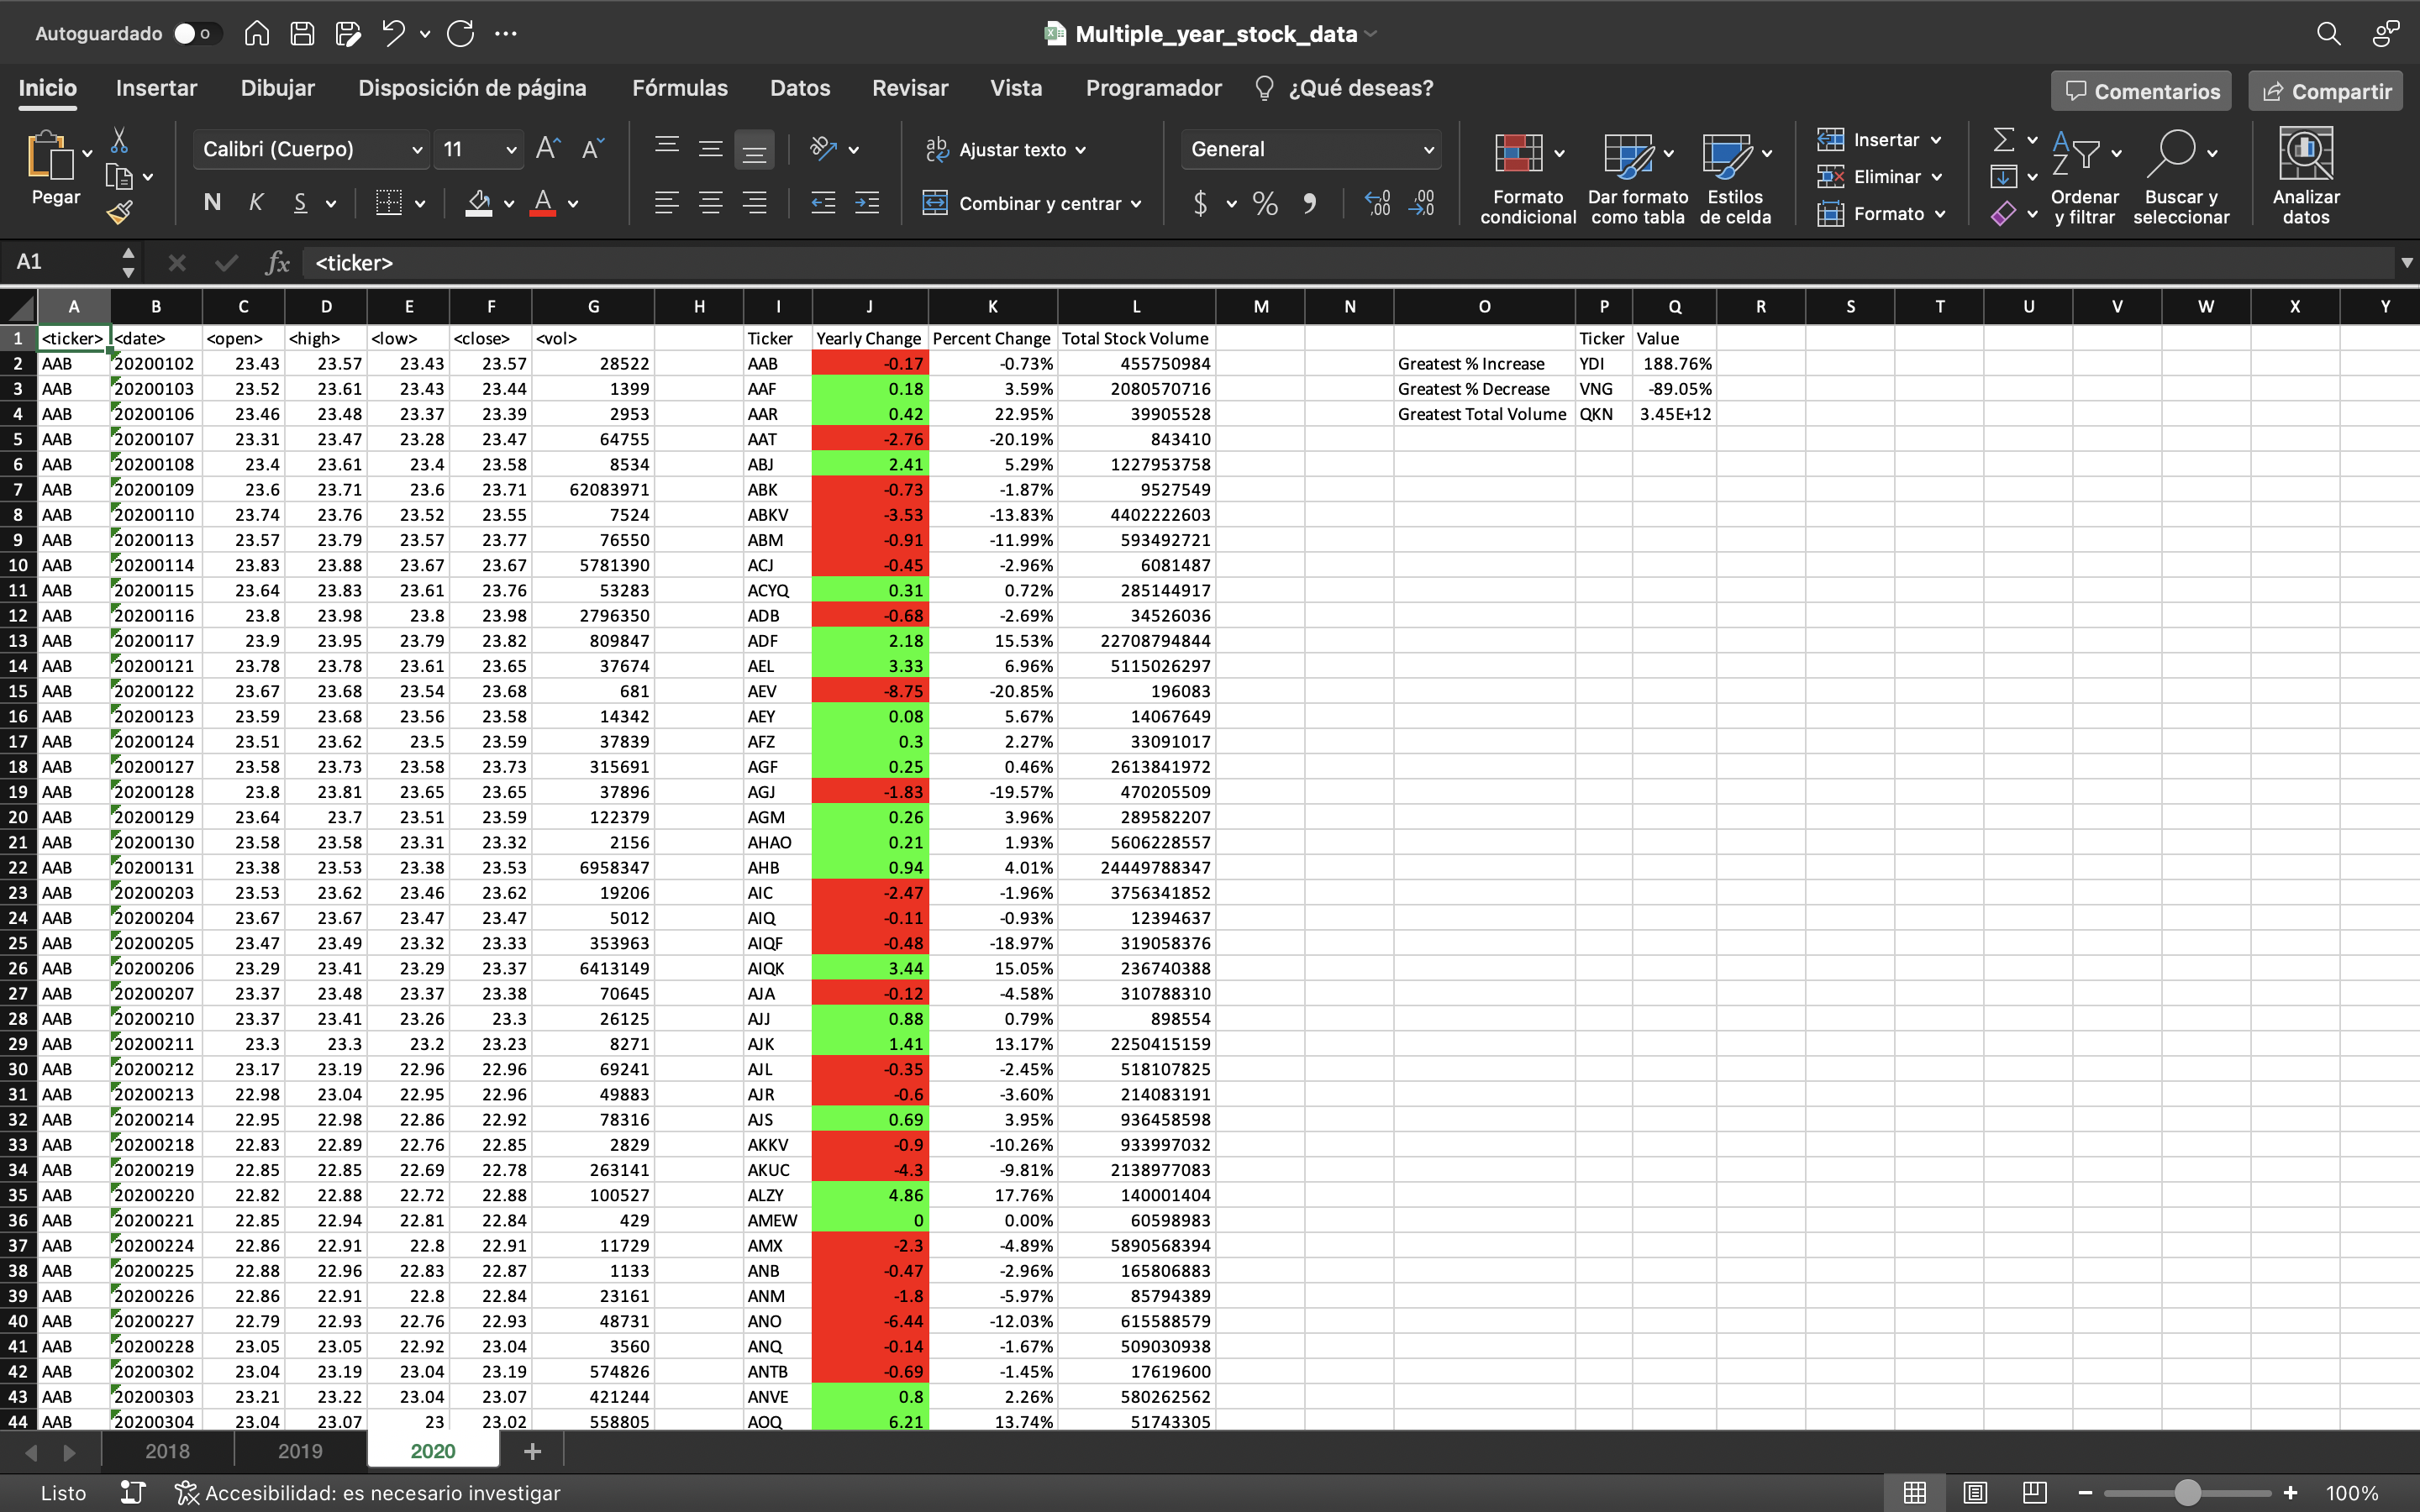 Autoguardado
Multiple_year_stock_data
Inicio Insertar Dibujar Disposición de página Fórmulas Datos Revisar Vista Programador ¿Qué deseas? Comentarios Compartir
Pegar
Calibri (Cuerpo) 11
N K S
Ajustar texto
Combinar y centrar
General
$ % ,00 ,00 ,0
Formato condicional
Dar formato como tabla
Estilos de celda
Insertar
Eliminar
Formato
Ordenar y filtrar
Buscar y seleccionar
Analizar datos
A1 fx <ticker>
A B C D E F G H I J K L M N O P Q R S T U V W X Y
1 <ticker> <date> <open> <high> <low> <close> <vol> Ticker Yearly Change Percent Change Total Stock Volume Ticker Value
2 AAB 20200102 23.43 23.57 23.43 23.57 28522 AAB -0.17 -0.73% 455750984 Greatest % Increase YDI 188.76%
3 AAB 20200103 23.52 23.61 23.43 23.44 1399 AAF 0.18 3.59% 2080570716 Greatest % Decrease VNG -89.05%
4 AAB 20200106 23.46 23.48 23.37 23.39 2953 AAR 0.42 22.95% 39905528 Greatest Total Volume QKN 3.45E+12
5 AAB 20200107 23.31 23.47 23.28 23.47 64755 AAT -2.76 -20.19% 843410
6 AAB 20200108 23.4 23.61 23.4 23.58 8534 ABJ 2.41 5.29% 1227953758
7 AAB 20200109 23.6 23.71 23.6 23.71 62083971 ABK -0.73 -1.87% 9527549
8 AAB 20200110 23.74 23.76 23.52 23.55 7524 ABKV -3.53 -13.83% 4402222603
9 AAB 20200113 23.57 23.79 23.57 23.77 76550 ABM -0.91 -11.99% 593492721
10 AAB 20200114 23.83 23.88 23.67 23.67 5781390 ACJ -0.45 -2.96% 6081487
11 AAB 20200115 23.64 23.83 23.61 23.76 53283 ACYQ 0.31 0.72% 285144917
12 AAB 20200116 23.8 23.98 23.8 23.98 2796350 ADB -0.68 -2.69% 34526036
13 AAB 20200117 23.9 23.95 23.79 23.82 809847 ADF 2.18 15.53% 22708794844
14 AAB 20200121 23.78 23.78 23.61 23.65 37674 AEL 3.33 6.96% 5115026297
15 AAB 20200122 23.67 23.68 23.54 23.68 681 AEV -8.75 -20.85% 196083
16 AAB 20200123 23.59 23.68 23.56 23.58 14342 AEY 0.08 5.67% 14067649
17 AAB 20200124 23.51 23.62 23.5 23.59 37839 AFZ 0.3 2.27% 33091017
18 AAB 20200127 23.58 23.73 23.58 23.73 315691 AGF 0.25 0.46% 2613841972
19 AAB 20200128 23.8 23.81 23.65 23.65 37896 AGJ -1.83 -19.57% 470205509
20 AAB 20200129 23.64 23.7 23.51 23.59 122379 AGM 0.26 3.96% 289582207
21 AAB 20200130 23.58 23.58 23.31 23.32 2156 AHAO 0.21 1.93% 5606228557
22 AAB 20200131 23.38 23.53 23.38 23.53 6958347 AHB 0.94 4.01% 24449788347
23 AAB 20200203 23.53 23.62 23.46 23.62 19206 AIC -2.47 -1.96% 3756341852
24 AAB 20200204 23.67 23.67 23.47 23.47 5012 AIQ -0.11 -0.93% 12394637
25 AAB 20200205 23.47 23.49 23.32 23.33 353963 AIQF -0.48 -18.97% 319058376
26 AAB 20200206 23.29 23.41 23.29 23.37 6413149 AIQK 3.44 15.05% 236740388
27 AAB 20200207 23.37 23.48 23.37 23.38 70645 AJA -0.12 -4.58% 310788310
28 AAB 20200210 23.37 23.41 23.26 23.3 26125 AJJ 0.88 0.79% 898554
29 AAB 20200211 23.3 23.3 23.2 23.23 8271 AJK 1.41 13.17% 2250415159
30 AAB 20200212 23.17 23.19 22.96 22.96 69241 AJL -0.35 -2.45% 518107825
31 AAB 20200213 22.98 23.04 22.95 22.96 49883 AJR -0.6 -3.60% 214083191
32 AAB 20200214 22.95 22.98 22.86 22.92 78316 AJS 0.69 3.95% 936458598
33 AAB 20200218 22.83 22.89 22.76 22.85 2829 AKKV -0.9 -10.26% 933997032
34 AAB 20200219 22.85 22.85 22.69 22.78 263141 AKUC -4.3 -9.81% 2138977083
35 AAB 20200220 22.82 22.88 22.72 22.88 100527 ALZY 4.86 17.76% 140001404
36 AAB 20200221 22.85 22.94 22.81 22.84 429 AMEW 0 0.00% 60598983
37 AAB 20200224 22.86 22.91 22.8 22.91 11729 AMX -2.3 -4.89% 5890568394
38 AAB 20200225 22.88 22.96 22.83 22.87 1133 ANB -0.47 -2.96% 165806883
39 AAB 20200226 22.86 22.91 22.8 22.84 23161 ANM -1.8 -5.97% 85794389
40 AAB 20200227 22.79 22.93 22.76 22.93 48731 ANO -6.44 -12.03% 615588579
41 AAB 20200228 23.05 23.05 22.92 23.04 3560 ANQ -0.14 -1.67% 509030938
42 AAB 20200302 23.04 23.19 23.04 23.19 574826 ANTB -0.69 -1.45% 17619600
43 AAB 20200303 23.21 23.22 23.04 23.07 421244 ANVE 0.8 2.26% 580262562
44 AAB 20200304 23.04 23.07 23 23.02 558805 AOQ 6.21 13.74% 51743305
2018 2019 2020 +
Listo Accesibilidad: es necesario investigar 100%